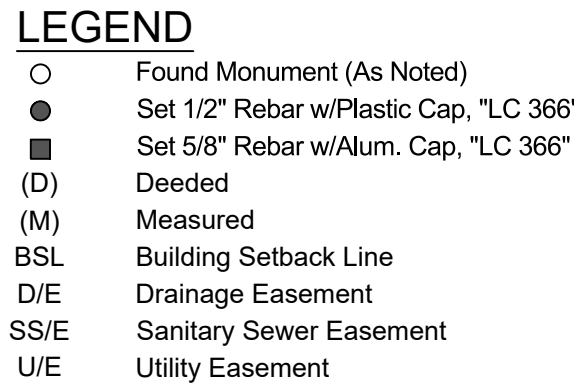 LEGEND
Found Monument (As Noted)
Set 1/2" Rebar w/Plastic Cap, "LC 366'
Set 5/8" Rebar w/Alum. Cap, "LC 366"
(D) Deeded
(M) Measured
BSL Building Setback Line
D/E Drainage Easement
SS/E Sanitary Sewer Easement
U/E Utility Easement